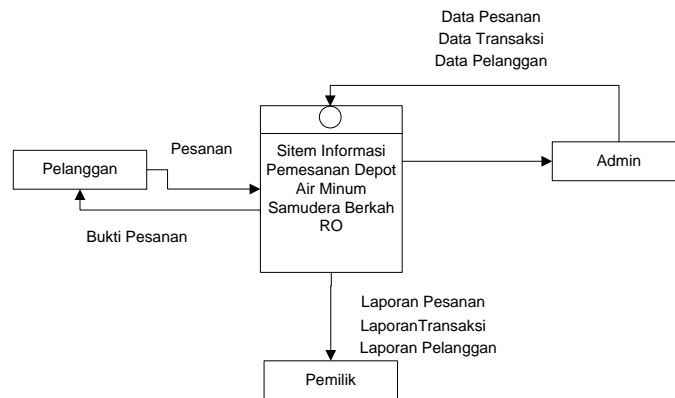 Data Pesanan
Data Transaksi
Data Pelanggan
Pesanan
Pelanggan
Bukti Pesanan
Sitem Informasi
Pemesanan Depot
Air Minum
Samudera Berkah
RO
Admin
Laporan Pesanan
LaporanTransaksi
Laporan Pelanggan
Pemilik